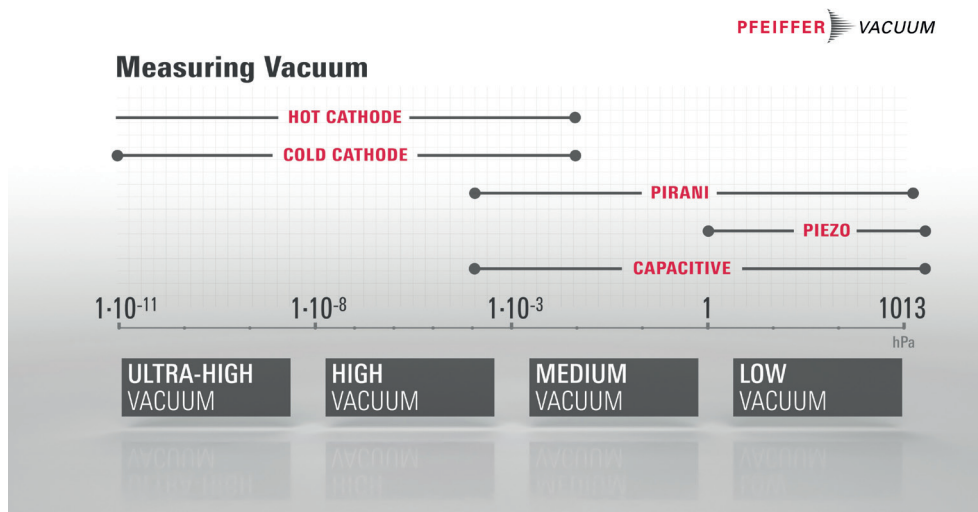 PFEIFFER VACUUM
Measuring Vacuum
HOT CATHODE
COLD CATHODE
PIRANI
PIEZO
CAPACITIVE
1·10⁻¹¹ 1·10⁻⁸ 1·10⁻³ 1 1013
hPa
ULTRA-HIGH HIGH MEDIUM LOW
VACUUM VACUUM VACUUM VACUUM